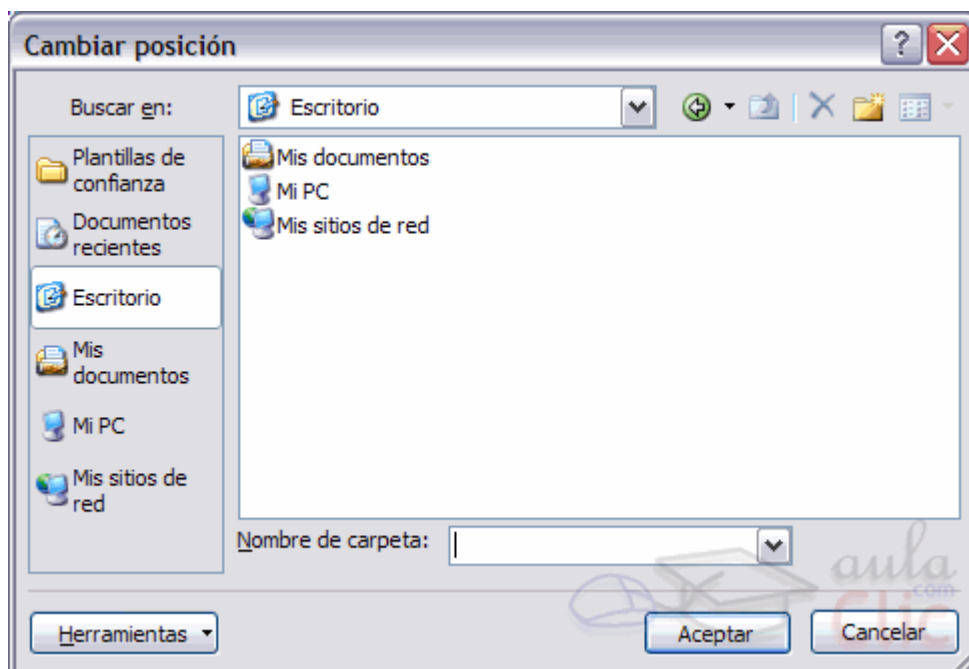 Cambiar posición
Buscar en:
Escritorio
Plantillas de
confianza
Documentos
recientes
Escritorio
Mis
documentos
Mi PC
Mis sitios de
red
Mis documentos
Mi PC
Mis sitios de red
Nombre de carpeta:
Herramientas
Aceptar
Cancelar
aula
.com
Clic